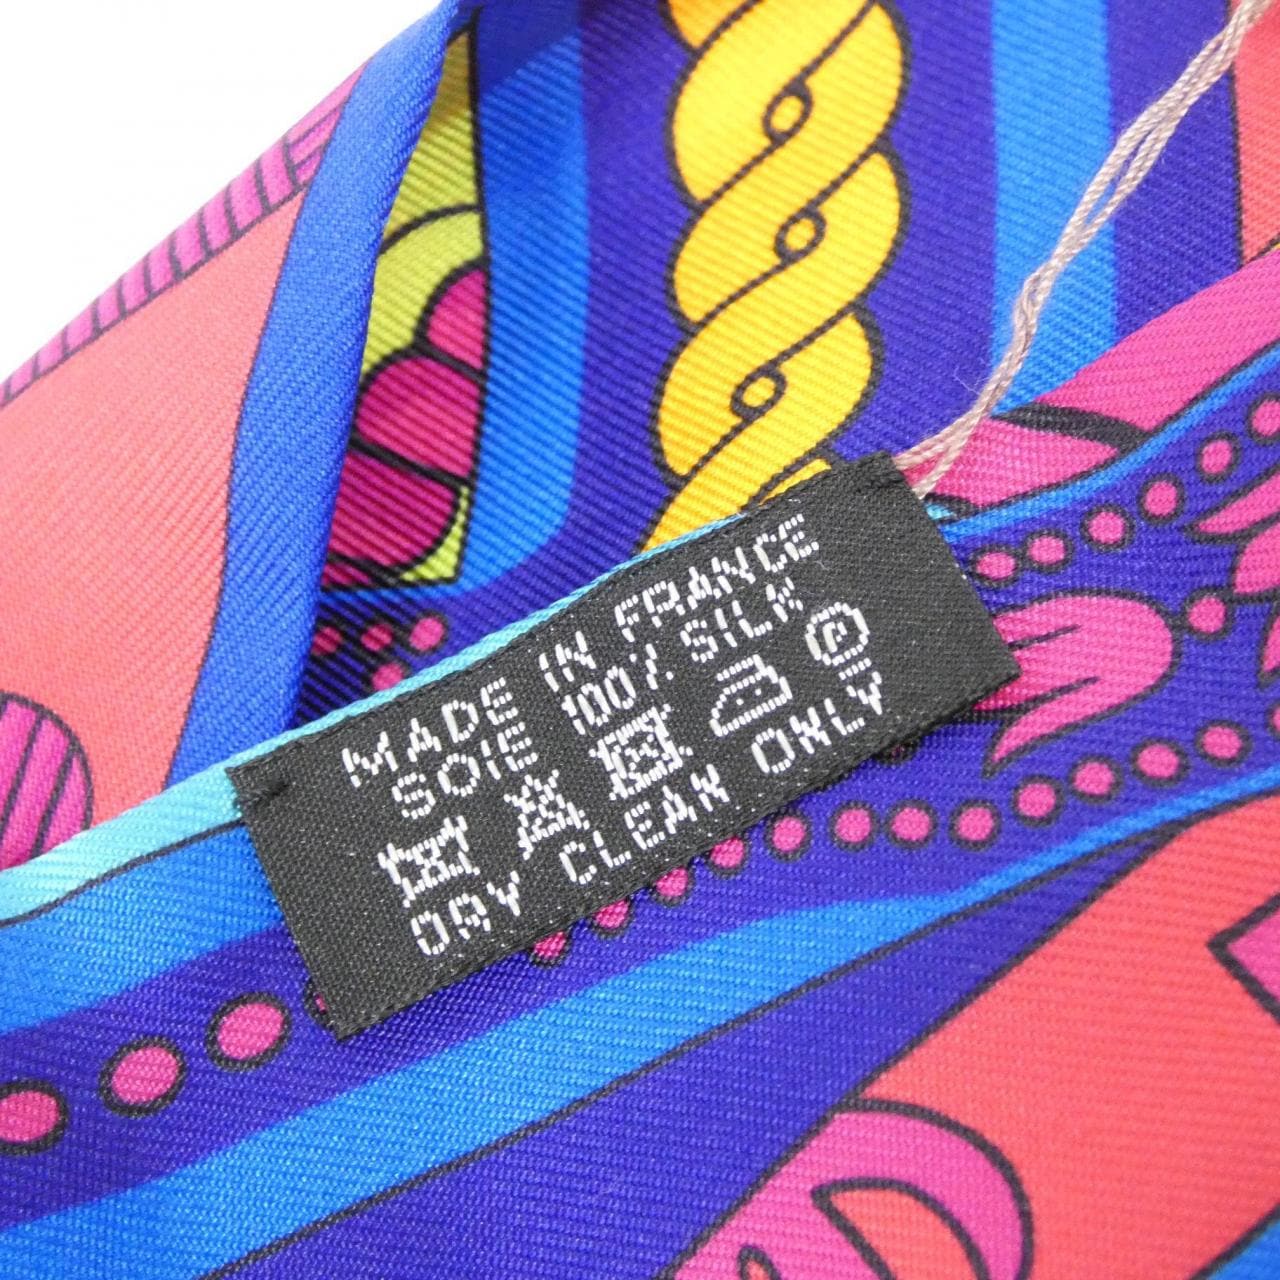 MADE IN FRANCE
SOIE 100% SILK
P
DRY CLEAN ONLY